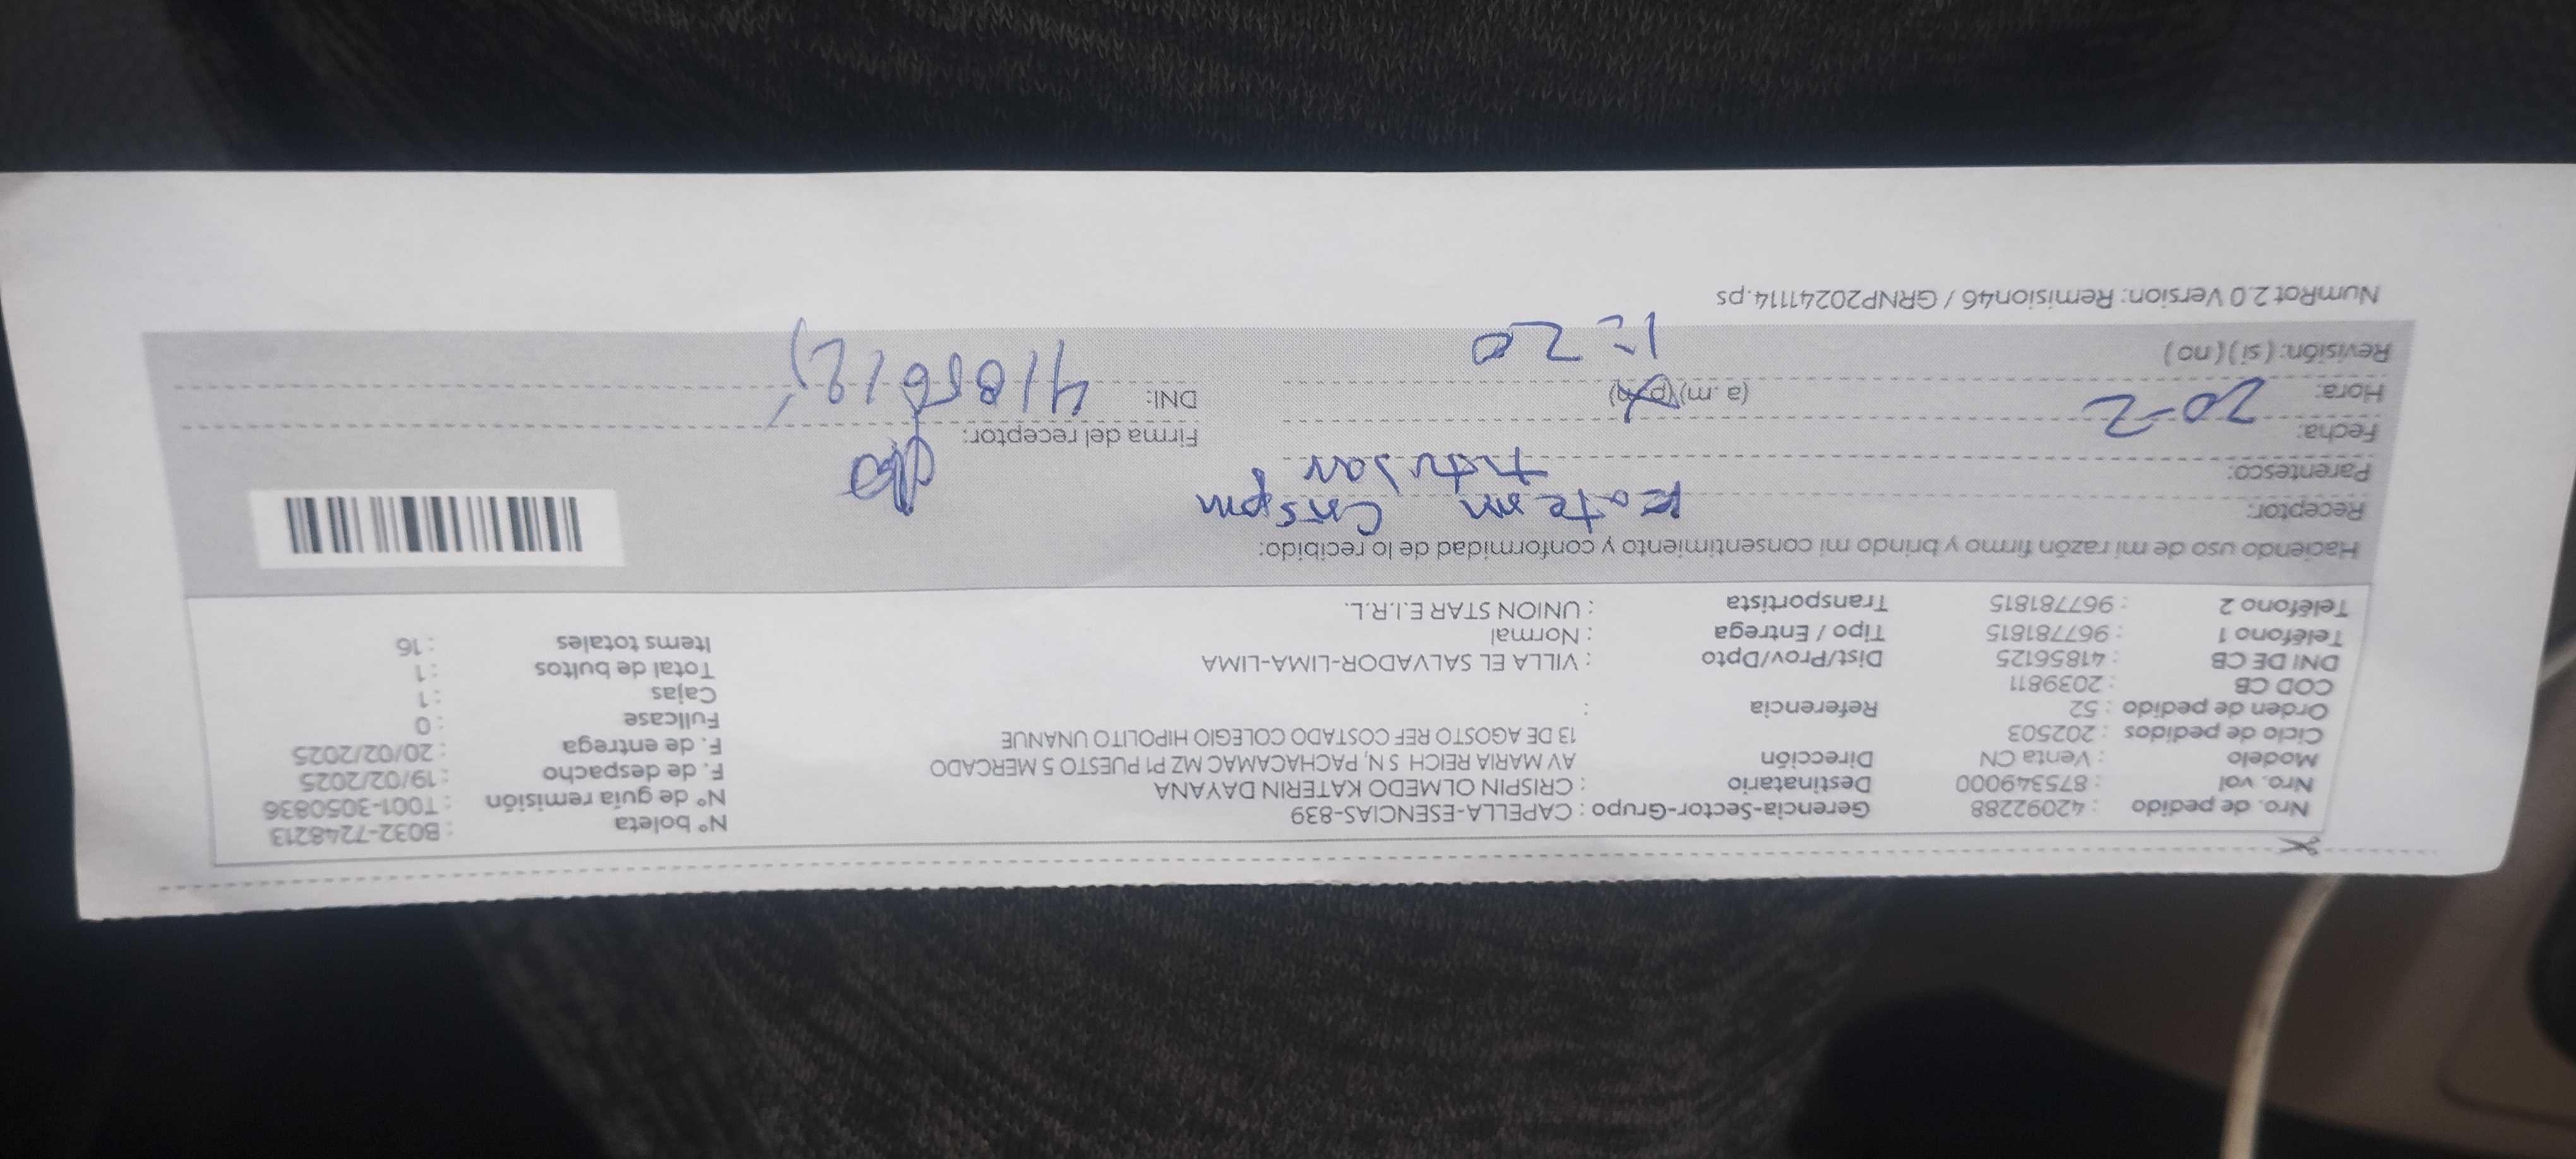 Nro. de pedido : 42092288 Gerencia-Sector-Grupo : CAPELLA-ESENCIAS-839 N° boleta : B032-7248213
Nro. vol : 875349000 Destinatario : CRISPIN OLMEDO KATERIN DAYANA N° de guía remisión : T001-3050836
Modelo : Venta CN Dirección AV MARIA REICH S N, PACHACAMAC MZ P1 PUESTO 5 MERCADO F. de despacho : 19/02/2025
Ciclo de pedidos : 202503 13 DE AGOSTO REF COSTADO COLEGIO HIPOLITO UNANUE F. de entrega : 20/02/2025
Orden de pedido : 52 Referencia : Fullcase : 0
COD CB : 2039811 Cajas : 1
DNI DE CB : 41856125 Dist/Prov/Dpto : VILLA EL SALVADOR-LIMA-LIMA Total de bultos : 1
Teléfono 1 : 967781815 Tipo / Entrega : Normal Items totales : 16
Teléfono 2 : 967781815 Transportista : UNION STAR E.I.R.L.
Haciendo uso de mi razón firmo y brindo mi consentimiento y conformidad de lo recibido:
Receptor: Katerin Crispin
Parentesco: titular
Fecha: 20-2 Firma del receptor:
Hora: (a.m) (p.m) 1:20 DNI: 41856125
Revisión: (si) (no)
NumRot 2.0 Version: Remision46 / GRNP20241114.ps